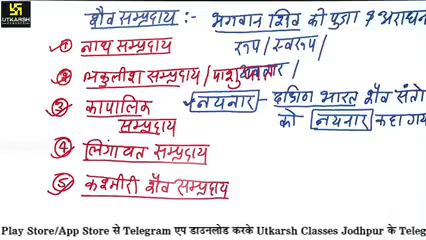 UTKARSH
शैव सम्प्रदाय :- भगवान शिव की पूजा व आराधन
① नाथ सम्प्रदाय
रूप / स्वरूप /
② लकुलीश सम्प्रदाय / पाशुपत
③ कापालिक सम्प्रदाय
नयनार - दक्षिण भारत शैव संतो
को नयनार कहा गय
④ लिंगायत सम्प्रदाय
⑤ कश्मीरी शैव सम्प्रदाय
Play Store/App Store से Telegram एप डाउनलोड करके Utkarsh Classes Jodhpur के Teleg